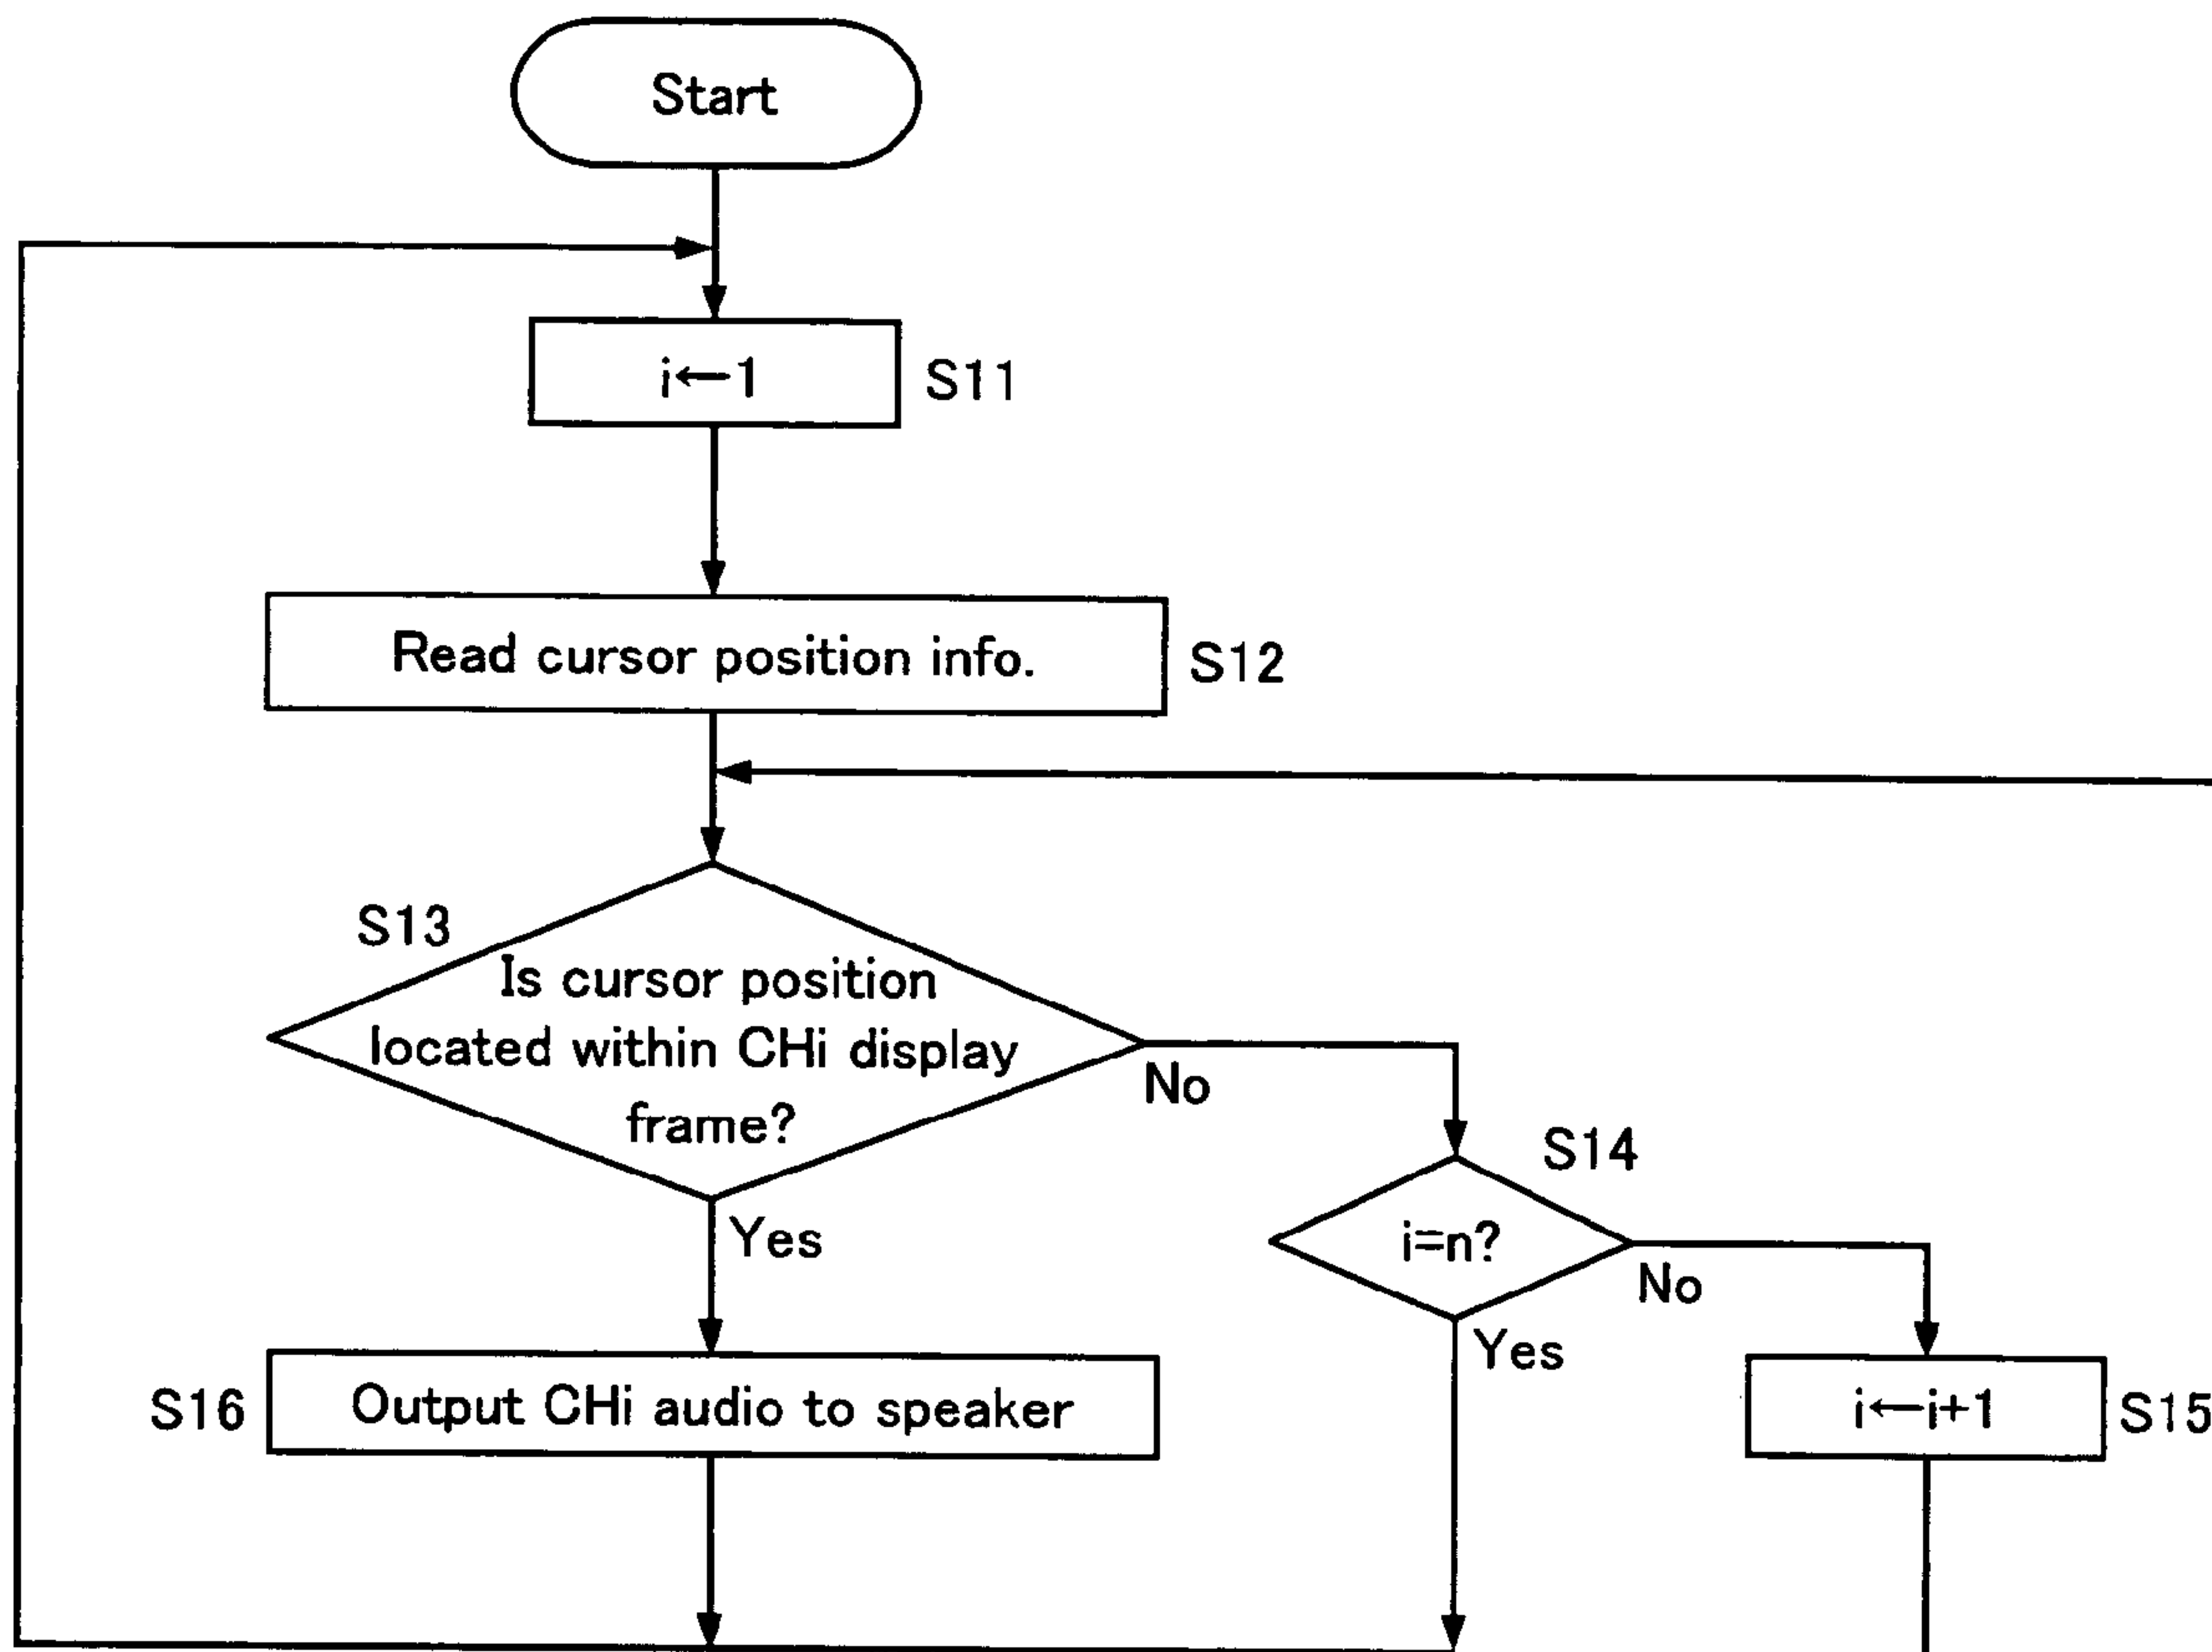 Start
i←1
S11
Read cursor position info.
S12
S13
Is cursor position
located within CHi display
frame?
No
Yes
S14
i=n?
No
Yes
S16
Output CHi audio to speaker
i←i+1
S15